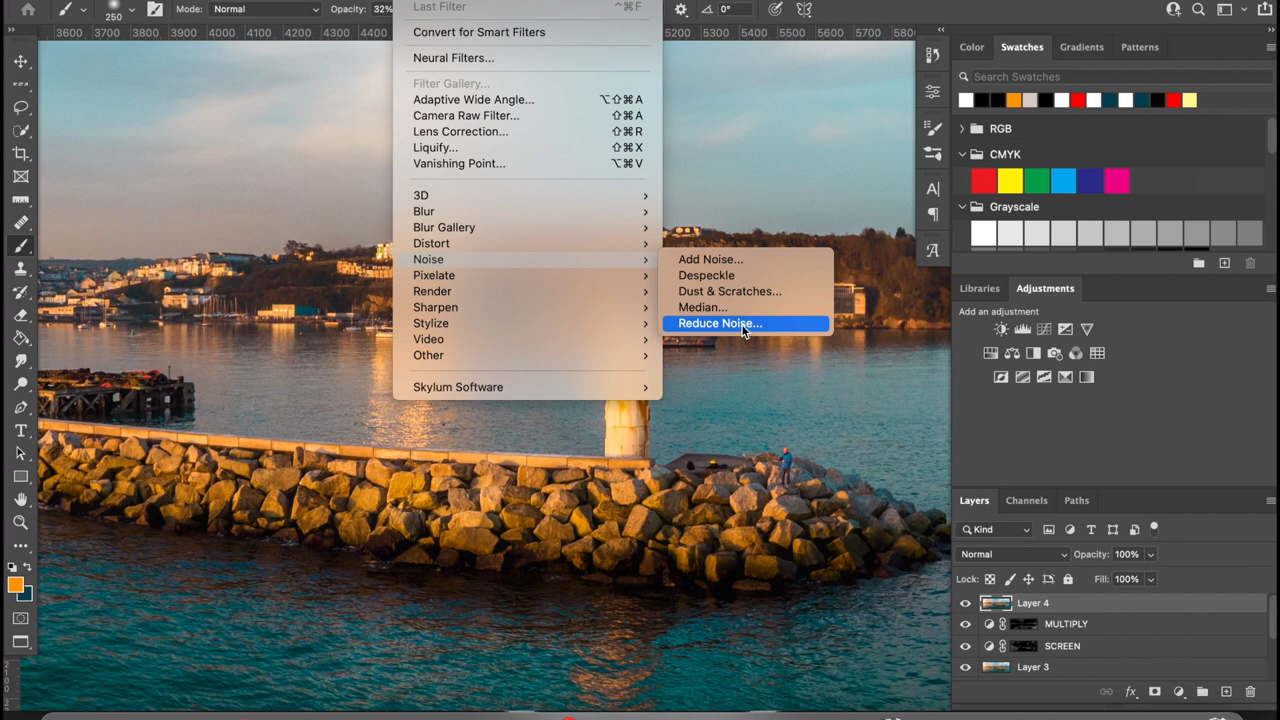 250
Mode: Normal
Opacity: 32%
0°
3600 3700 3800 3900 4000 4100 4200 4300 4400
5200 5300 5400 5500 5600 5700 580
Last Filter ^⌘F
Convert for Smart Filters
Neural Filters...
Filter Gallery...
Adaptive Wide Angle... ⌥⇧⌘A
Camera Raw Filter... ⇧⌘A
Lens Correction... ⇧⌘R
Liquify... ⇧⌘X
Vanishing Point... ⌥⌘V
3D
Blur
Blur Gallery
Distort
Noise
Pixelate
Render
Sharpen
Stylize
Video
Other
Skylum Software
Add Noise...
Despeckle
Dust & Scratches...
Median...
Reduce Noise...
Color Swatches Gradients Patterns
Search Swatches
RGB
CMYK
Grayscale
Libraries Adjustments
Add an adjustment
Layers Channels Paths
Kind
Normal Opacity: 100%
Lock: Fill: 100%
Layer 4
MULTIPLY
SCREEN
Layer 3